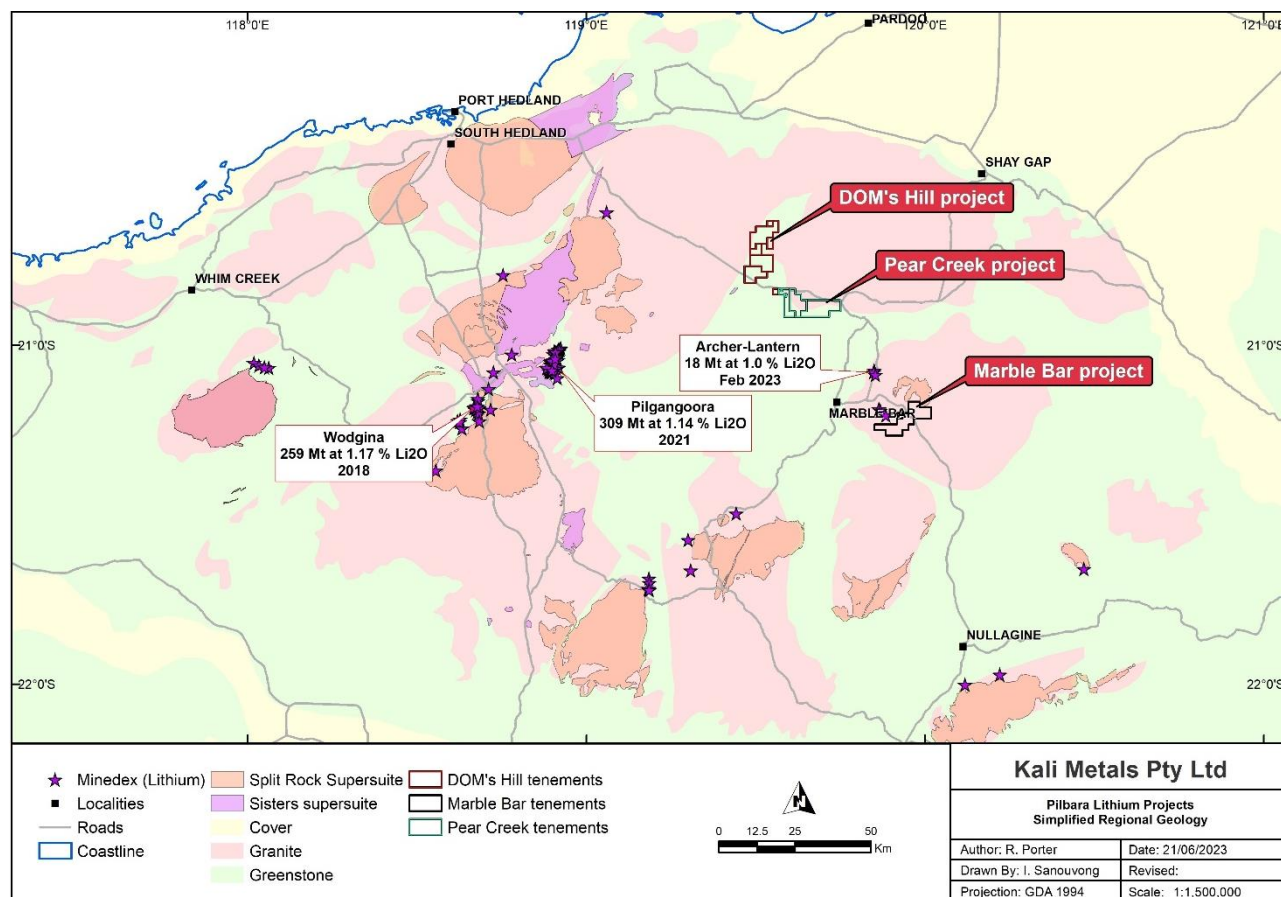 118°0'E
119°0'E
120°0'E
121°0'E
PARDOO
PORT HEDLAND
SOUTH HEDLAND
SHAY GAP
DOM's Hill project
Pear Creek project
WHIM CREEK
21°0'S
21°0'S
Archer-Lantern
18 Mt at 1.0 % Li2O
Feb 2023
Marble Bar project
MARBLE BAR
Pilgangoora
309 Mt at 1.14 % Li2O
2021
Wodgina
259 Mt at 1.17 % Li2O
2018
NULLAGINE
22°0'S
22°0'S
Minedex (Lithium)
Localities
Roads
Coastline
Split Rock Supersuite
Sisters supersuite
Cover
Granite
Greenstone
DOM's Hill tenements
Marble Bar tenements
Pear Creek tenements
N
0 12.5 25 50
Km
Kali Metals Pty Ltd
Pilbara Lithium Projects
Simplified Regional Geology
Author: R. Porter
Date: 21/06/2023
Drawn By: I. Sanouvong
Revised:
Projection: GDA 1994
Scale: 1:1,500,000